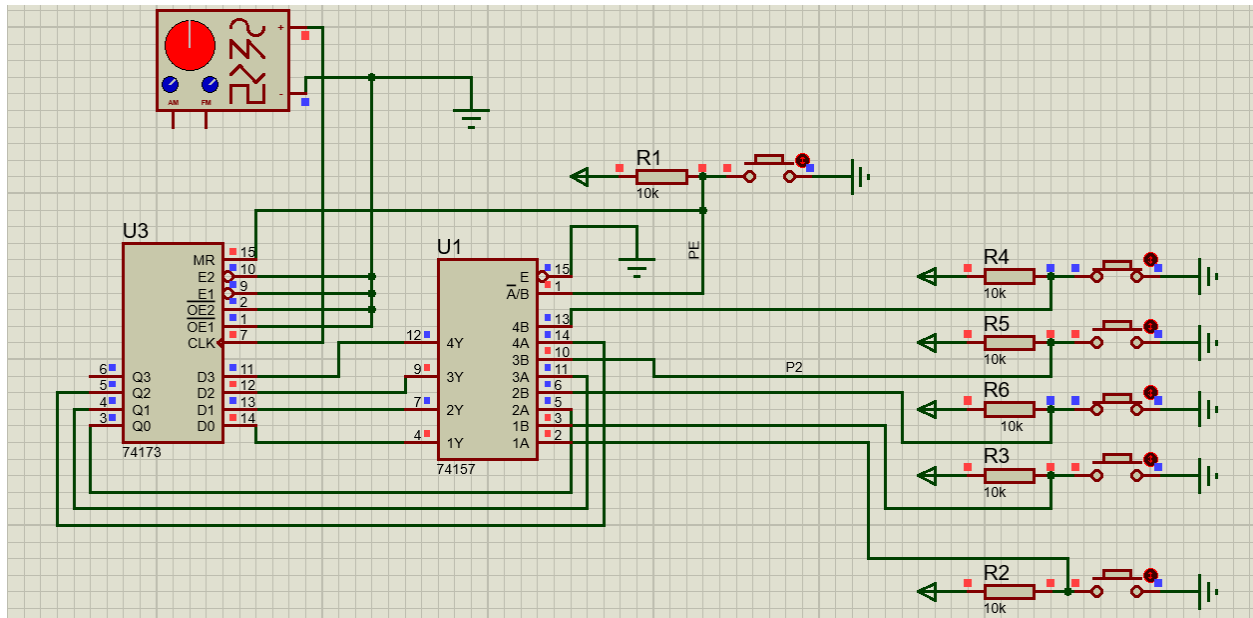 +
-
AM FM
R1
10k
U3
MR 15
E2 10
E1 9
OE2 2
OE1 1
CLK 7
6 Q3 D3 11
5 Q2 D2 12
4 Q1 D1 13
3 Q0 D0 14
74173
U1
E 15
A/B 1
4B 13
12 4Y 4A 14
3B 10
9 3Y 3A 11
2B 6
7 2Y 2A 5
1B 3
4 1Y 1A 2
74157
PE
P2
R4
10k
R5
10k
R6
10k
R3
10k
R2
10k